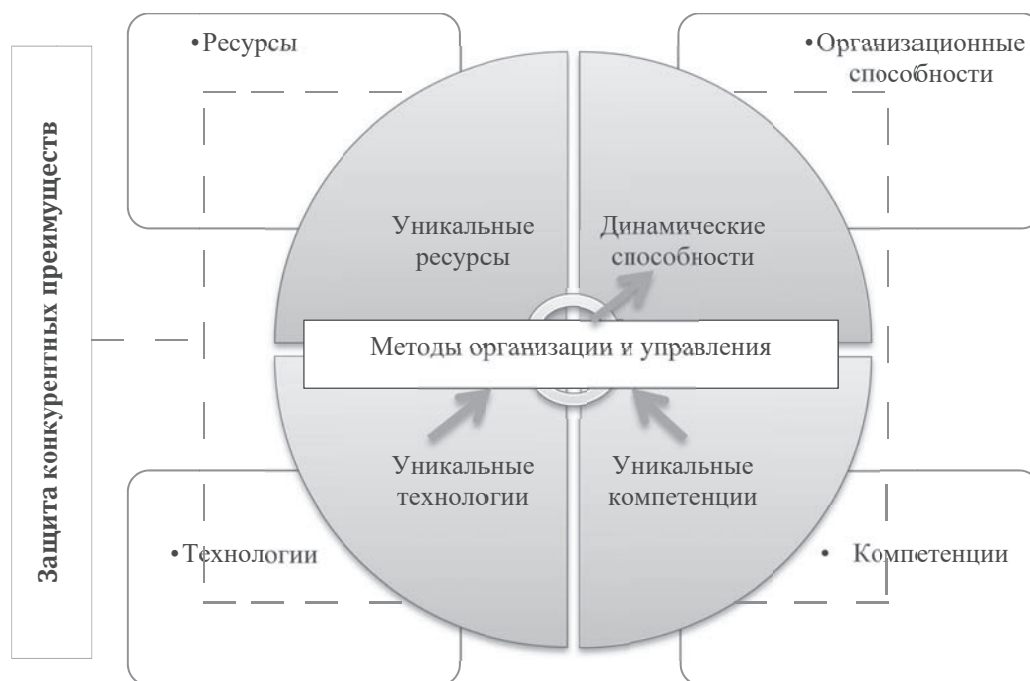 Защита конкурентных преимуществ
•Ресурсы
•Организационные
способности
Уникальные
ресурсы
Динамические
способности
Методы организации и управления
Уникальные
технологии
Уникальные
компетенции
•Технологии
• Компетенции